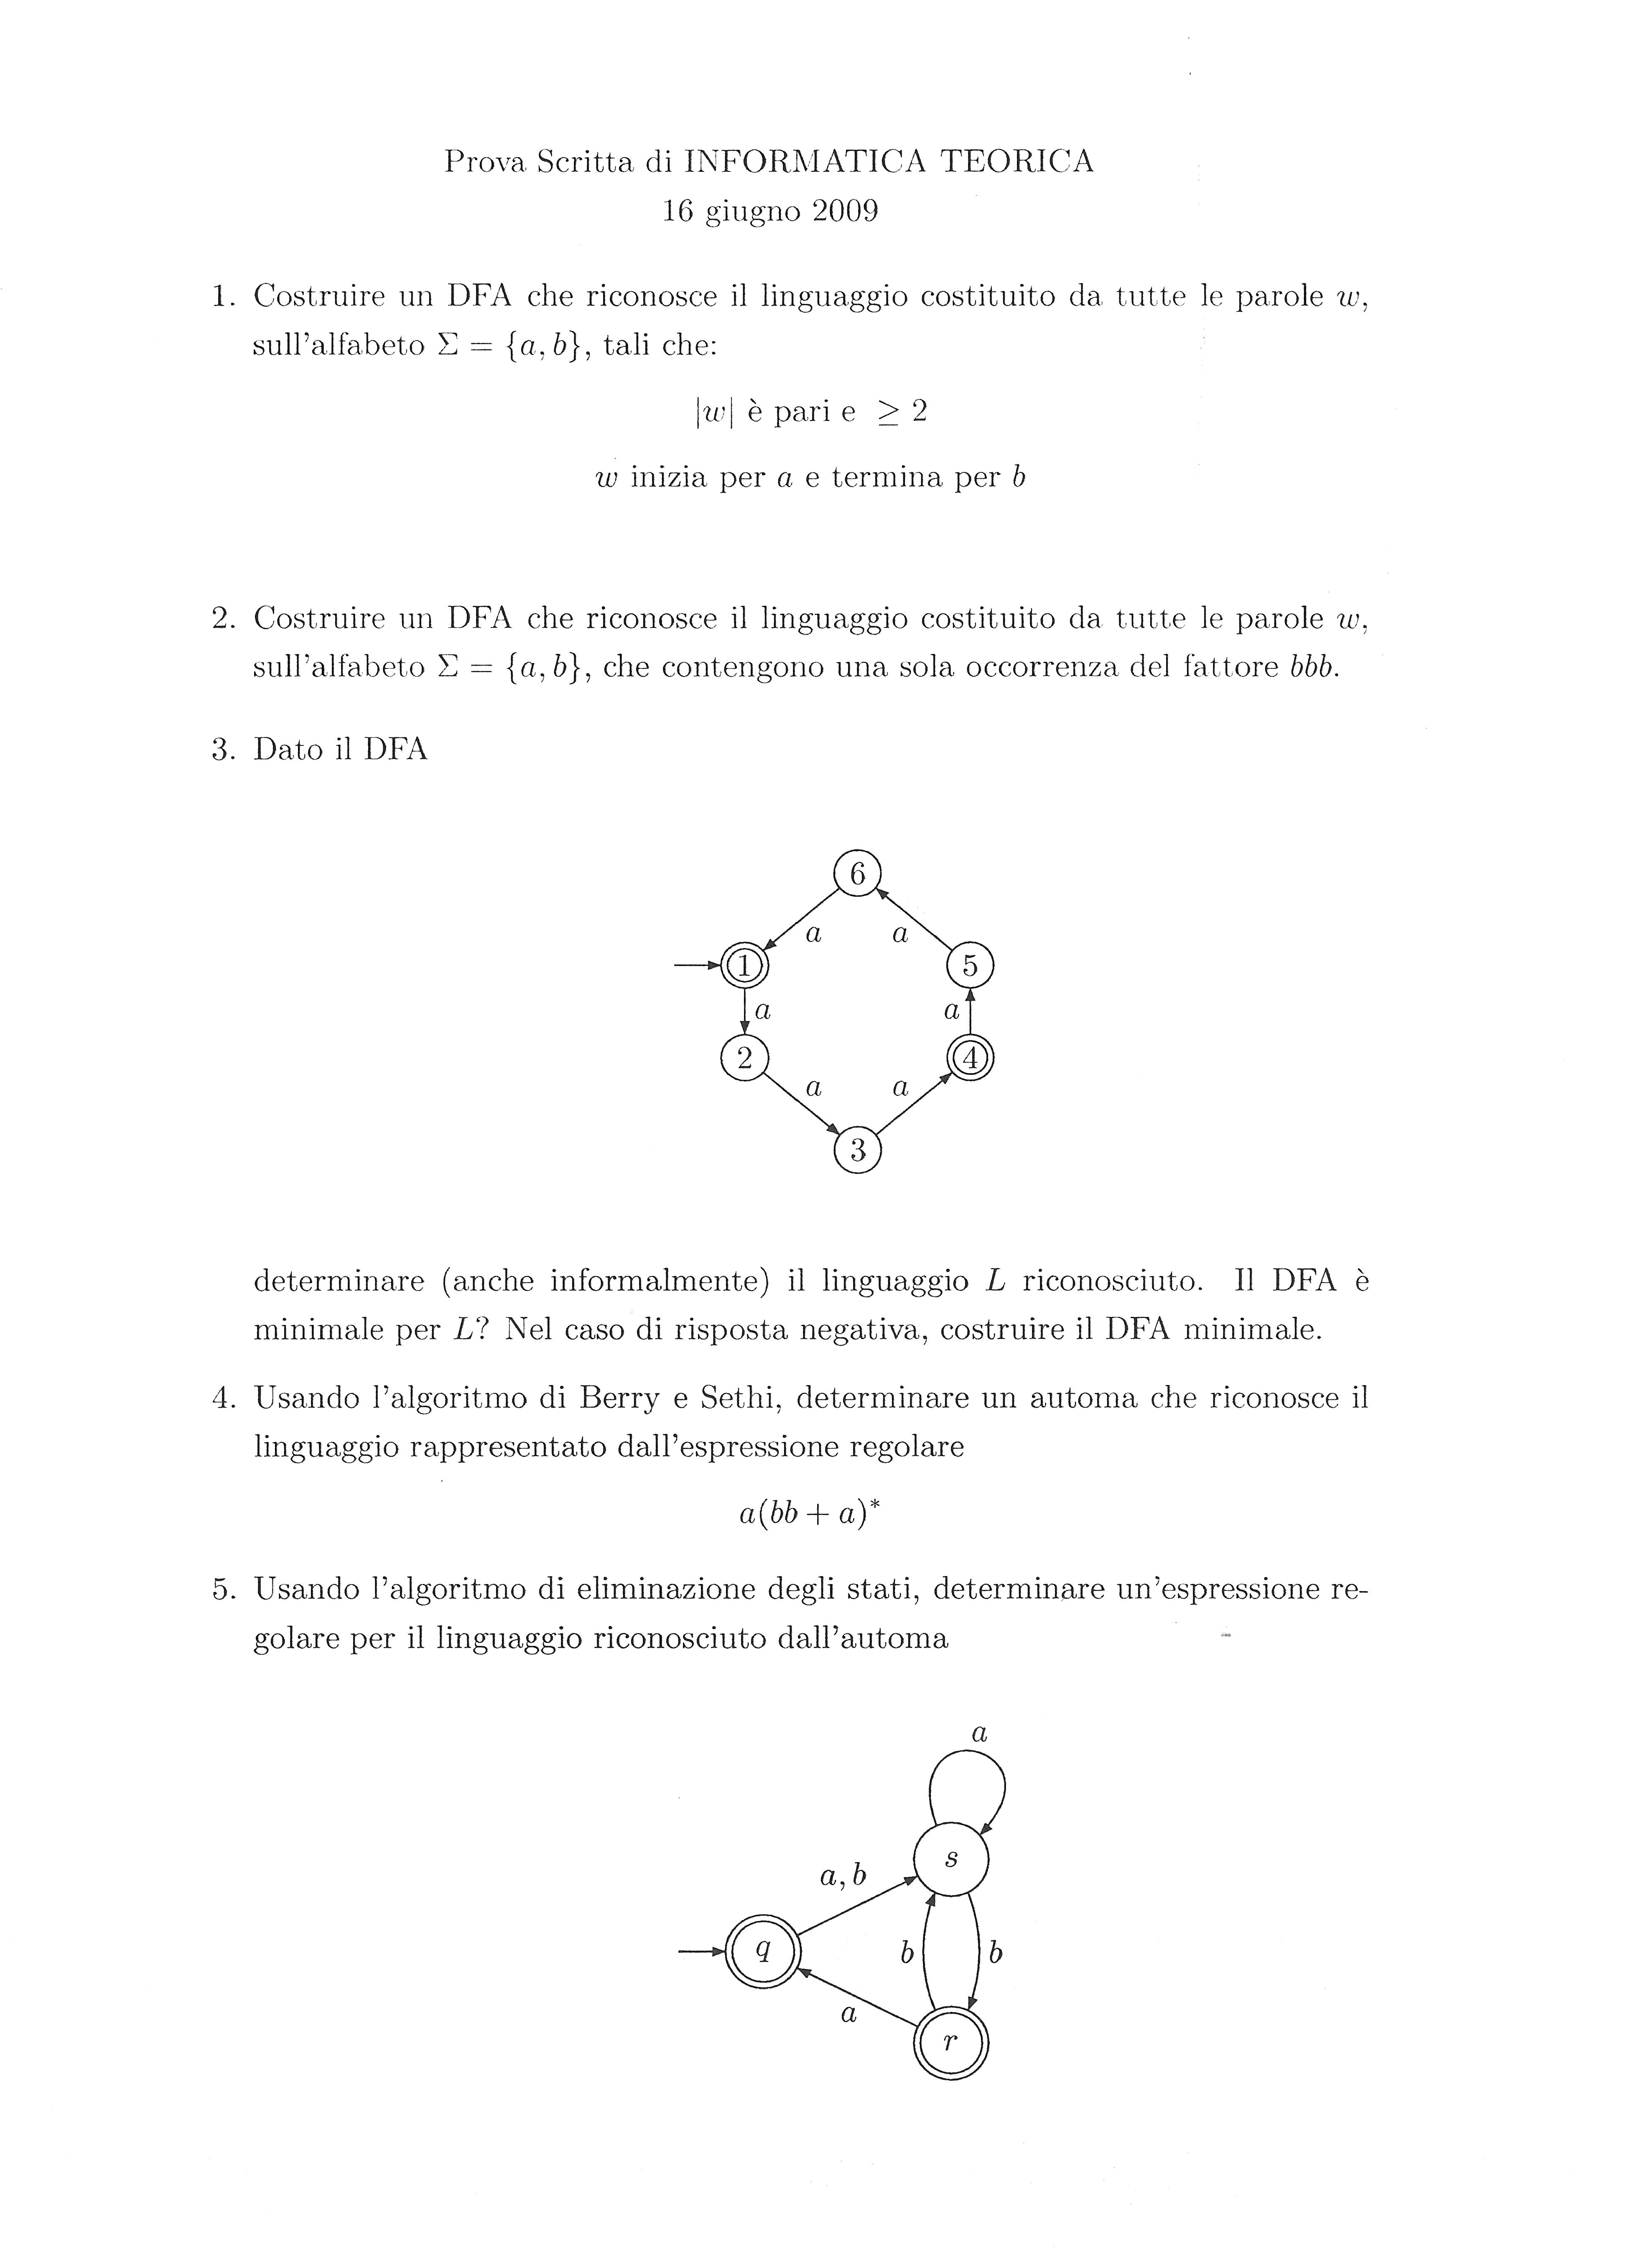 Prova Scritta di INFORMATICA TEORICA
16 giugno 2009
1. Costruire un DFA che riconosce il linguaggio costituito da tutte le parole w,
sull'alfabeto Σ = {a, b}, tali che:
|w| è pari e ≥ 2
w inizia per a e termina per b
2. Costruire un DFA che riconosce il linguaggio costituito da tutte le parole w,
sull'alfabeto Σ = {a, b}, che contengono una sola occorrenza del fattore bbb.
3. Dato il DFA
6
a a
1 5
a a
2 4
a a
3
determinare (anche informalmente) il linguaggio L riconosciuto. Il DFA è
minimale per L? Nel caso di risposta negativa, costruire il DFA minimale.
4. Usando l'algoritmo di Berry e Sethi, determinare un automa che riconosce il
linguaggio rappresentato dall'espressione regolare
a(bb + a)*
5. Usando l'algoritmo di eliminazione degli stati, determinare un'espressione re-
golare per il linguaggio riconosciuto dall'automa
a
s
a, b
q b b
a
r